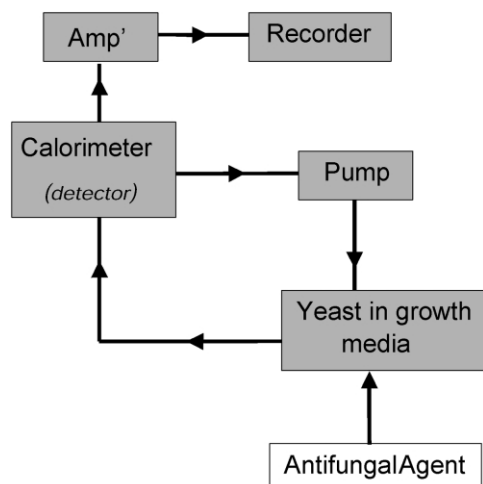 Amp'
Recorder
Calorimeter
(detector)
Pump
Yeast in growth
media
AntifungalAgent